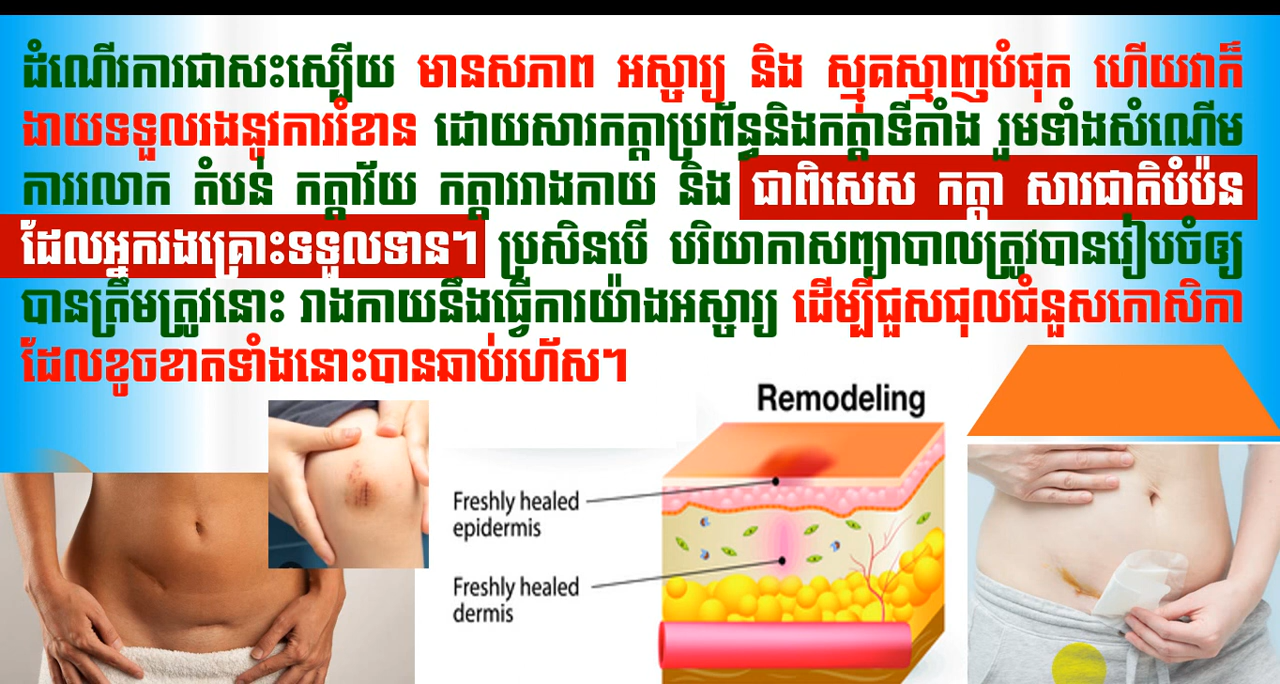 ដំណើរការជាសះស្បើយ មានសភាព អស្ចារ្យ និង ស្មុគស្មាញបំផុត ហើយវាក៏
ងាយទទួលរងនូវការរំខាន ដោយសារកត្តាប្រព័ន្ធនិងកត្តាទីតាំង រួមទាំងសំណើម
ការរលាក តំបន់ កត្តាវ័យ កត្តារាងកាយ និង ជាពិសេស កត្តា សារជាតិបំប៉ន
ដែលអ្នករងគ្រោះទទួលទាន។ ប្រសិនបើ បរិយាកាសព្យាបាលត្រូវបានរៀបចំឲ្យ
បានត្រឹមត្រូវនោះ រាងកាយនឹងធ្វើការយ៉ាងអស្ចារ្យ ដើម្បីជួសជុលជំនួសកោសិកា
ដែលខូចខាតទាំងនោះបានឆាប់រហ័ស។
Remodeling
Freshly healed
epidermis
Freshly healed
dermis